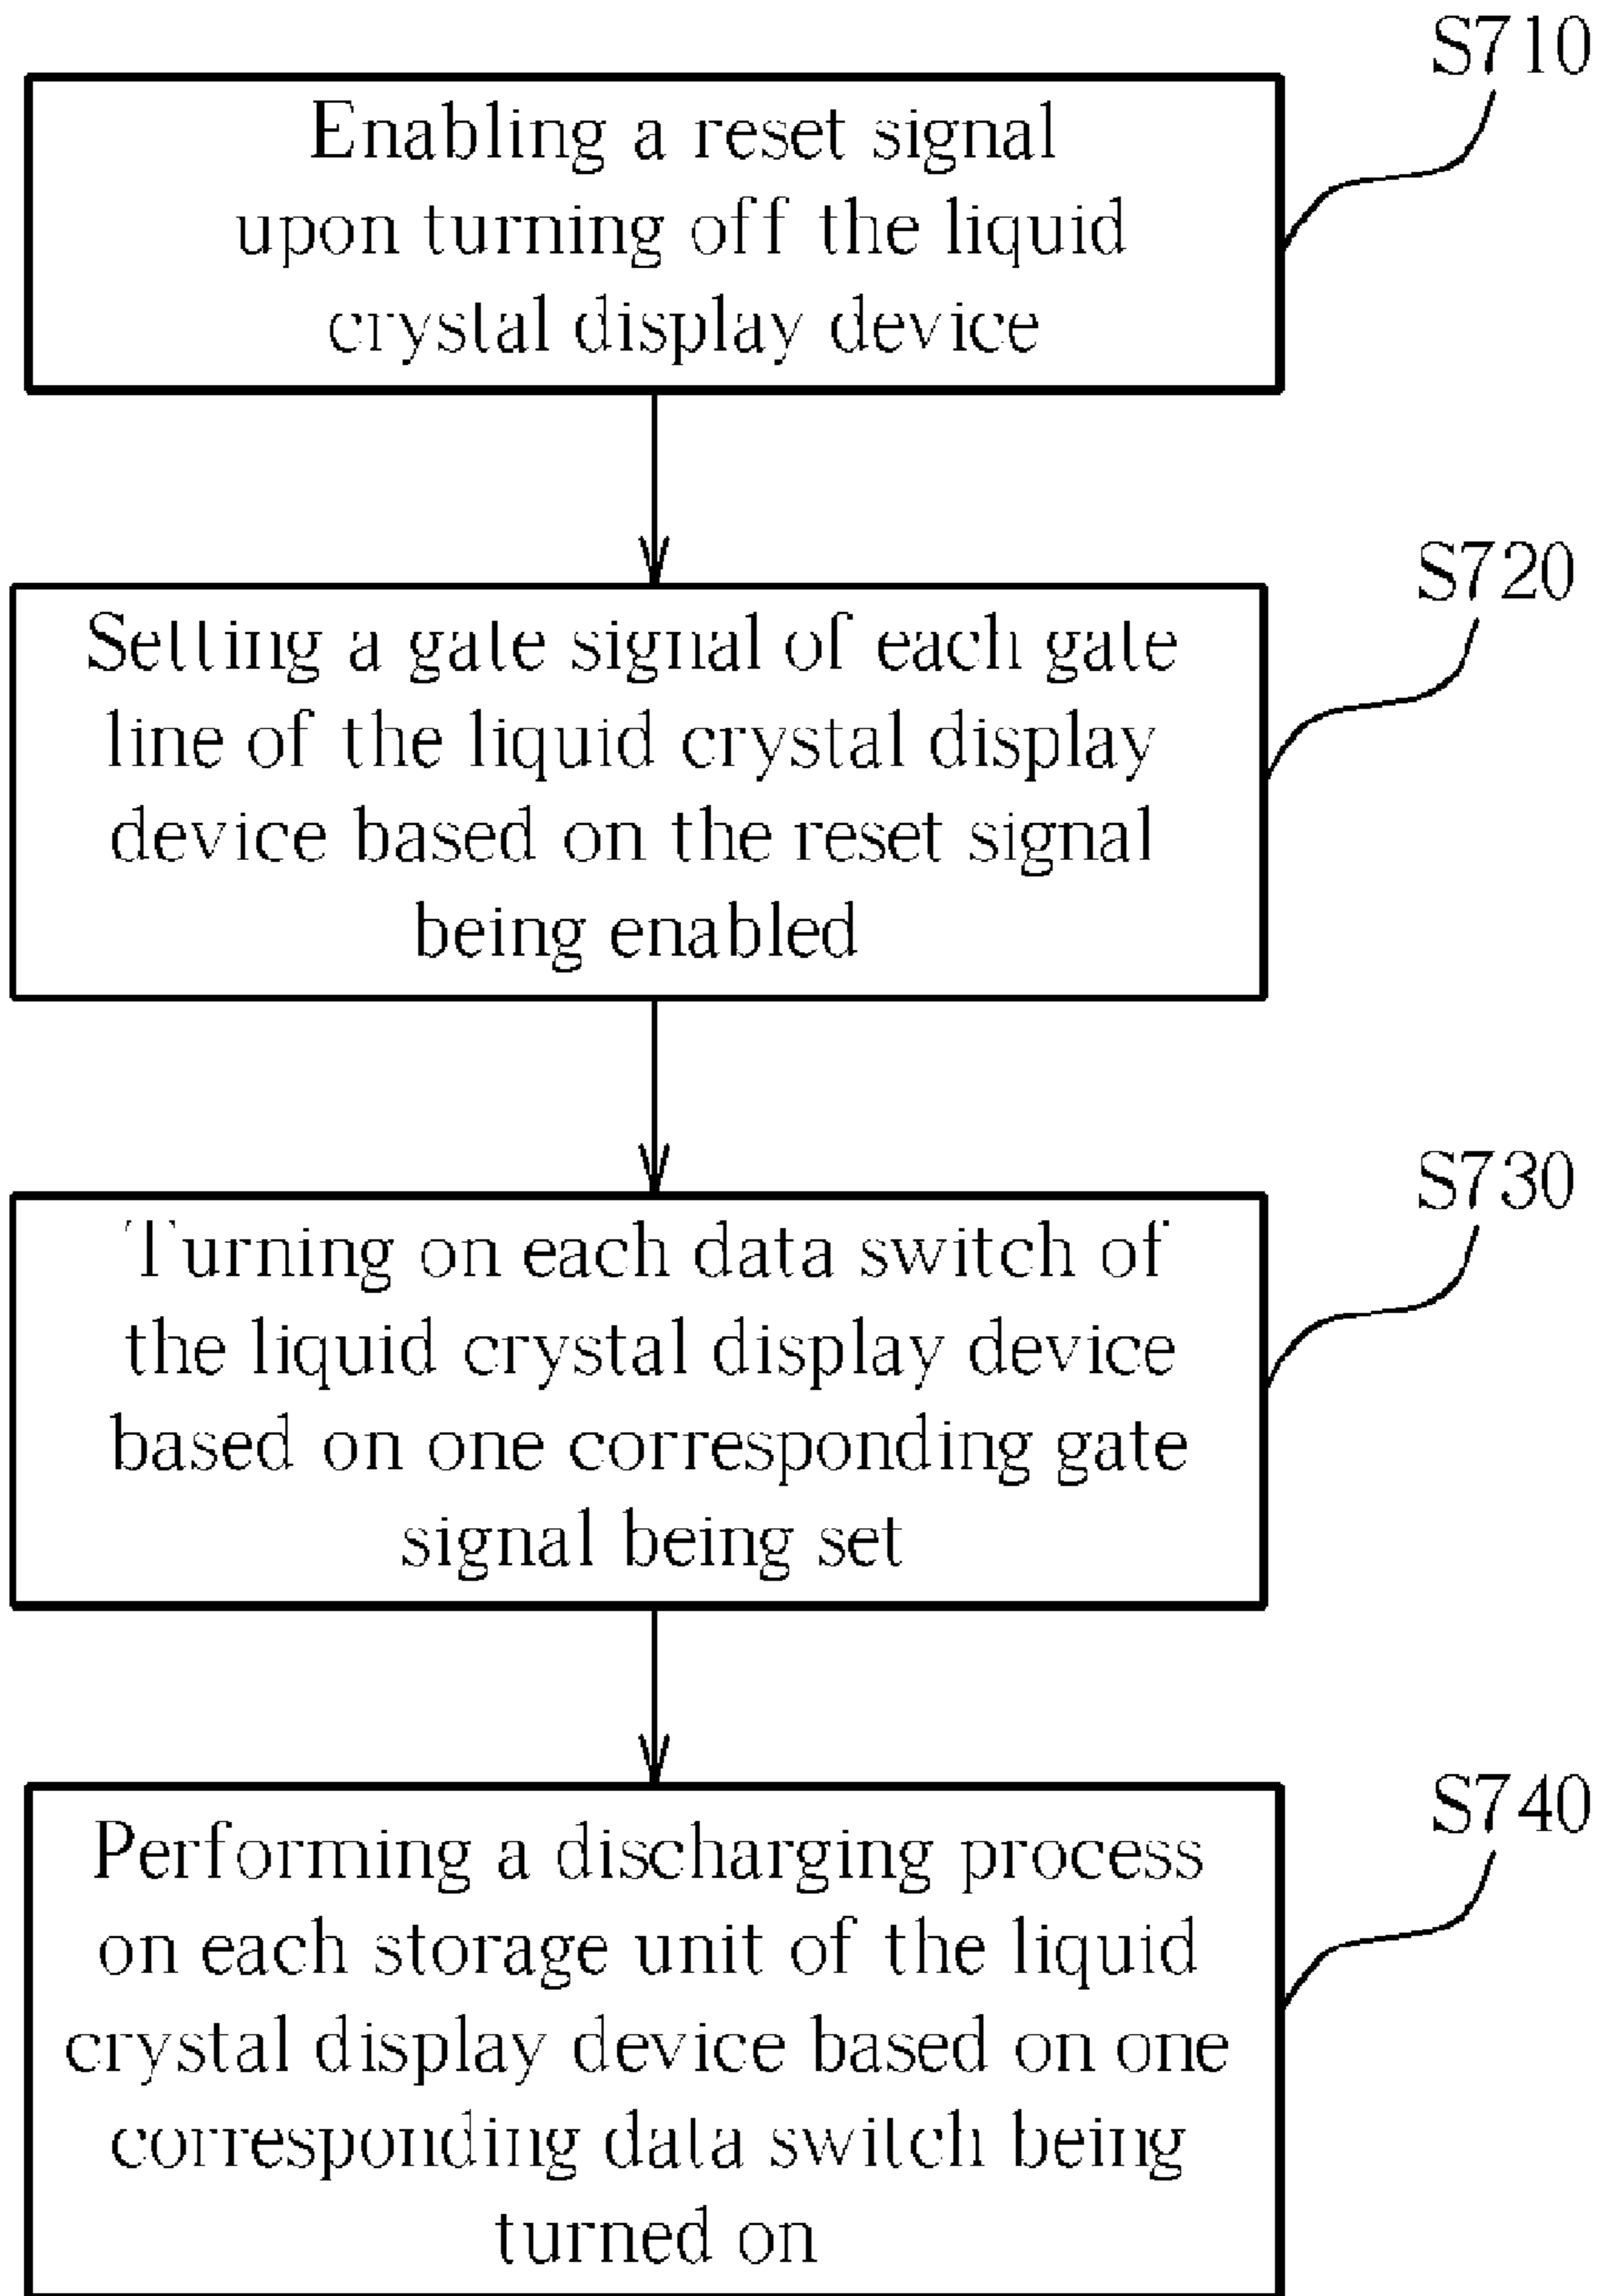 S710
Enabling a reset signal
upon turning off the liquid
crystal display device
S720
Setting a gate signal of each gate
line of the liquid crystal display
device based on the reset signal
being enabled
S730
Turning on each data switch of
the liquid crystal display device
based on one corresponding gate
signal being set
S740
Performing a discharging process
on each storage unit of the liquid
crystal display device based on one
corresponding data switch being
turned on